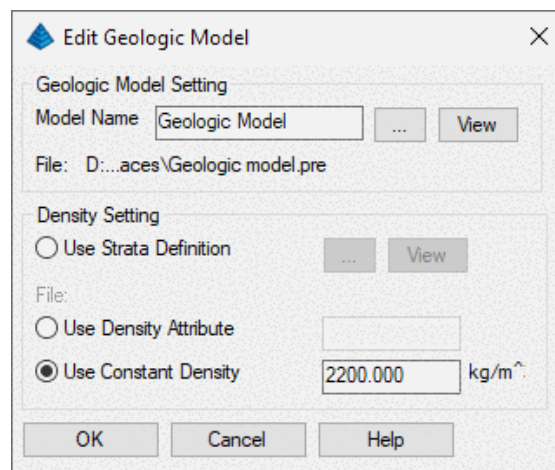 Edit Geologic Model
Geologic Model Setting
Model Name Geologic Model ... View
File: D:...aces\Geologic model.pre
Density Setting
Use Strata Definition ... View
File:
Use Density Attribute
Use Constant Density 2200.000 kg/m^
OK Cancel Help